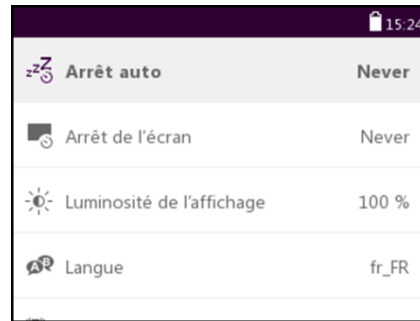 15:24
Arrêt auto Never
Arrêt de l'écran Never
Luminosité de l'affichage 100 %
Langue fr_FR